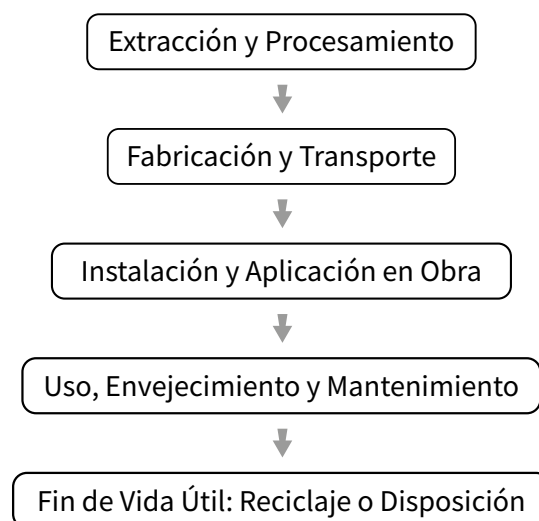 Extracción y Procesamiento
Fabricación y Transporte
Instalación y Aplicación en Obra
Uso, Envejecimiento y Mantenimiento
Fin de Vida Útil: Reciclaje o Disposición